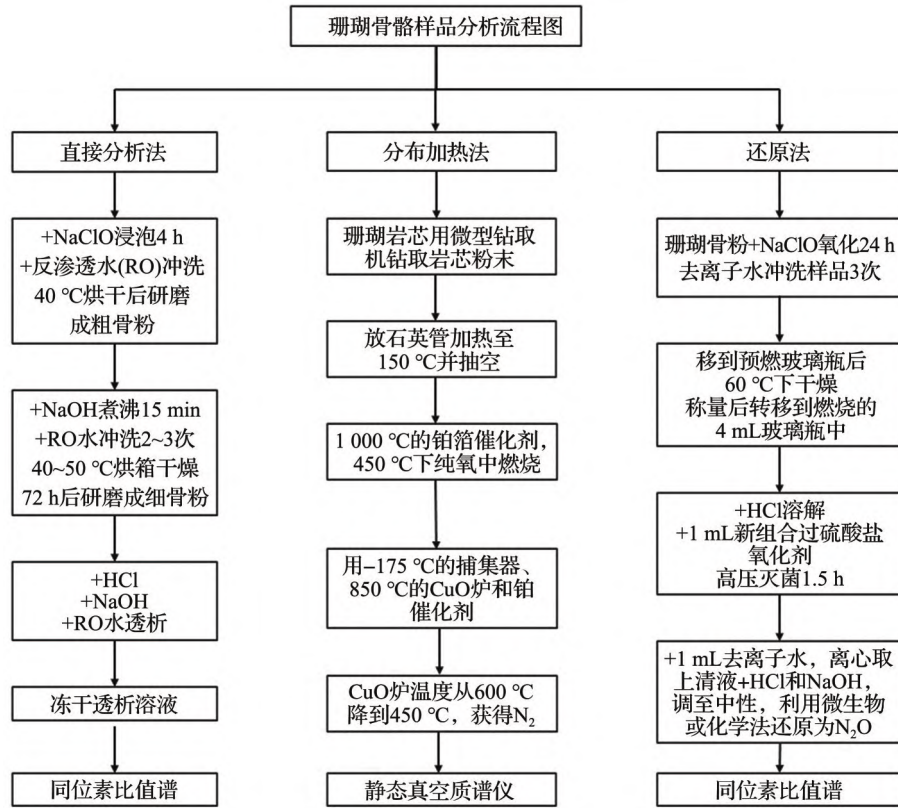 珊瑚骨骼样品分析流程图
直接分析法
+NaClO浸泡4 h
+反渗透水(RO)冲洗
40 ℃烘干后研磨
成粗骨粉
+NaOH煮沸15 min
+RO水冲洗2~3次
40~50 ℃烘箱干燥
72 h后研磨成细骨粉
+HCl
+NaOH
+RO水透析
冻干透析溶液
同位素比值谱
分布加热法
珊瑚岩芯用微型钻取
机钻取岩芯粉末
放石英管加热至
150 ℃并抽空
1 000 ℃的铂箔催化剂，
450 ℃下纯氧中燃烧
用–175 ℃的捕集器、
850 ℃的CuO炉和铂
催化剂
CuO炉温度从600 ℃
降到450 ℃，获得N₂
静态真空质谱仪
还原法
珊瑚骨粉+NaClO氧化24 h
去离子水冲洗样品3次
移到预燃玻璃瓶后
60 ℃下干燥
称量后转移到燃烧的
4 mL玻璃瓶中
+HCl溶解
+1 mL新组合过硫酸盐
氧化剂
高压灭菌1.5 h
+1 mL去离子水，离心取
上清液+HCl和NaOH，
调至中性，利用微生物
或化学法还原为N₂O
同位素比值谱